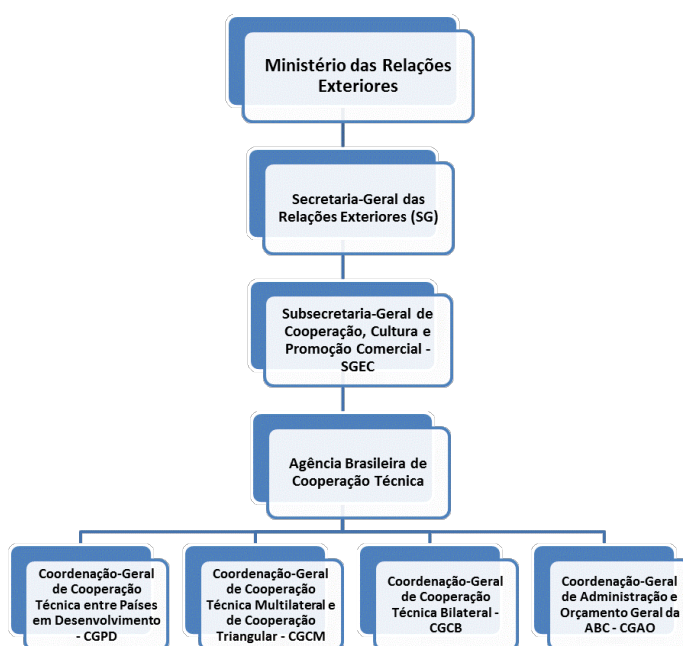 Ministério das Relações
Exteriores
Secretaria-Geral das
Relações Exteriores (SG)
Subsecretaria-Geral de
Cooperação, Cultura e
Promoção Comercial -
SGEC
Agência Brasileira de
Cooperação Técnica
Coordenação-Geral
de Cooperação
Técnica entre Países
em Desenvolvimento
- CGPD
Coordenação-Geral
de Cooperação
Técnica Multilateral e
de Cooperação
Triangular - CGCM
Coordenação-Geral
de Cooperação
Técnica Bilateral -
CGCB
Coordenação-Geral
de Administração e
Orçamento Geral da
ABC - CGAO